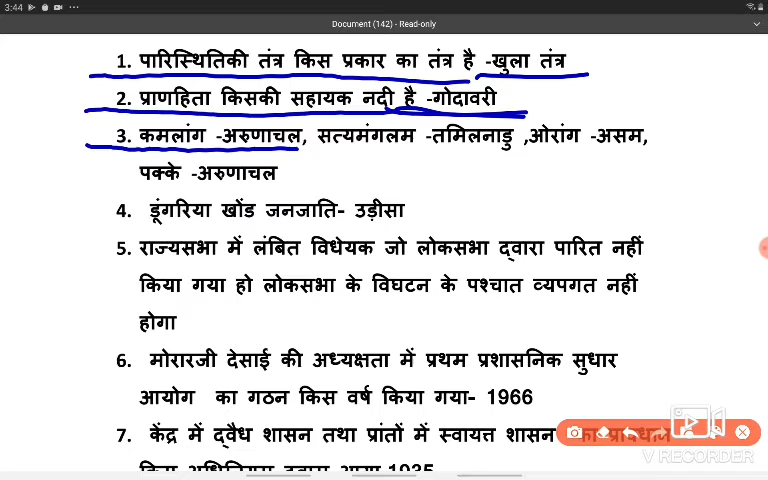 3:44
Document (142) - Read-only
1. पारिस्थितिकी तंत्र किस प्रकार का तंत्र है -खुला तंत्र
2. प्राणहिता किसकी सहायक नदी है -गोदावरी
3. कमलांग -अरुणाचल, सत्यमंगलम -तमिलनाडु ,ओरांग -असम,
पक्के -अरुणाचल
4. डूंगरिया खोंड जनजाति- उड़ीसा
5. राज्यसभा में लंबित विधेयक जो लोकसभा द्वारा पारित नहीं
किया गया हो लोकसभा के विघटन के पश्चात व्यपगत नहीं
होगा
6. मोरारजी देसाई की अध्यक्षता में प्रथम प्रशासनिक सुधार
आयोग का गठन किस वर्ष किया गया- 1966
7. केंद्र में द्वैध शासन तथा प्रांतों में स्वायत्त शासन का
V RECORDER
1935